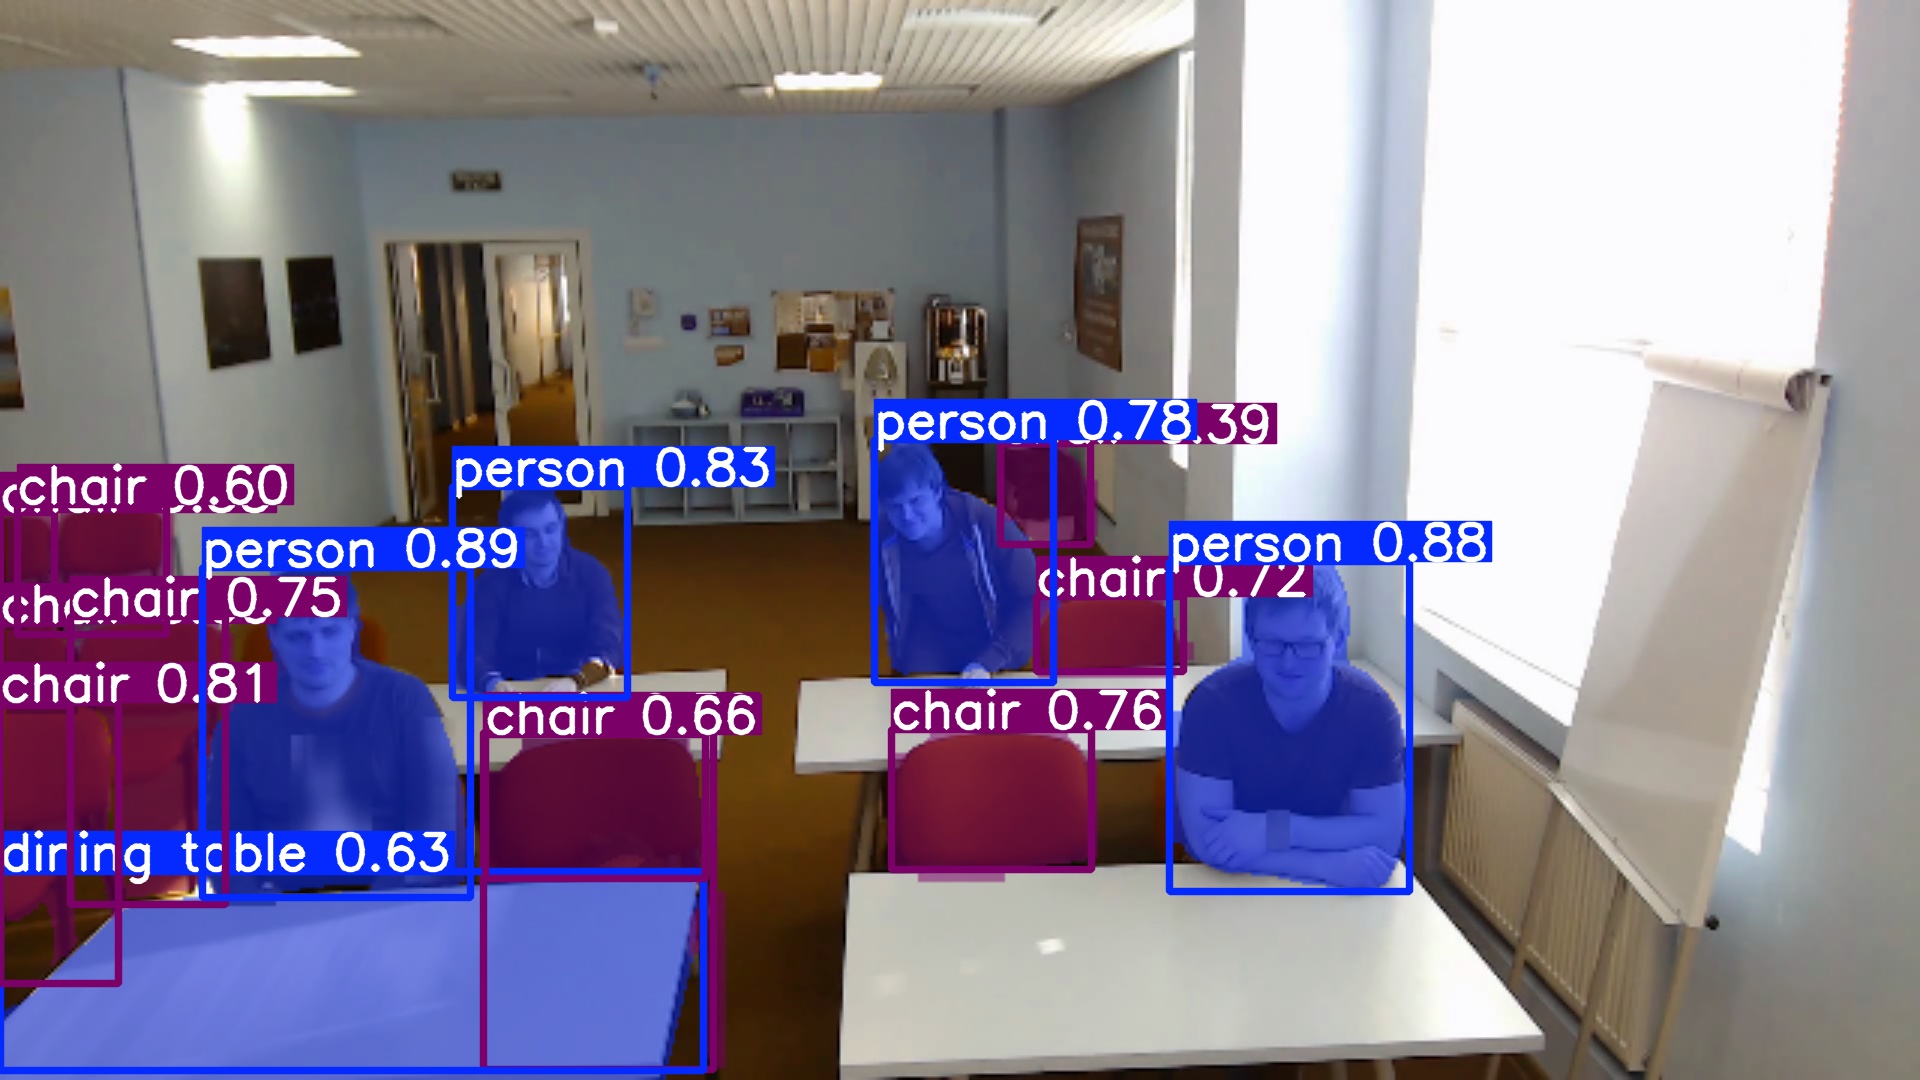 person 0.78
.39
person 0.83
chair 0.60
person 0.89
person 0.88
chair 0.72
chair 0.75
chair 0.81
chair 0.66
chair 0.76
dining table 0.63